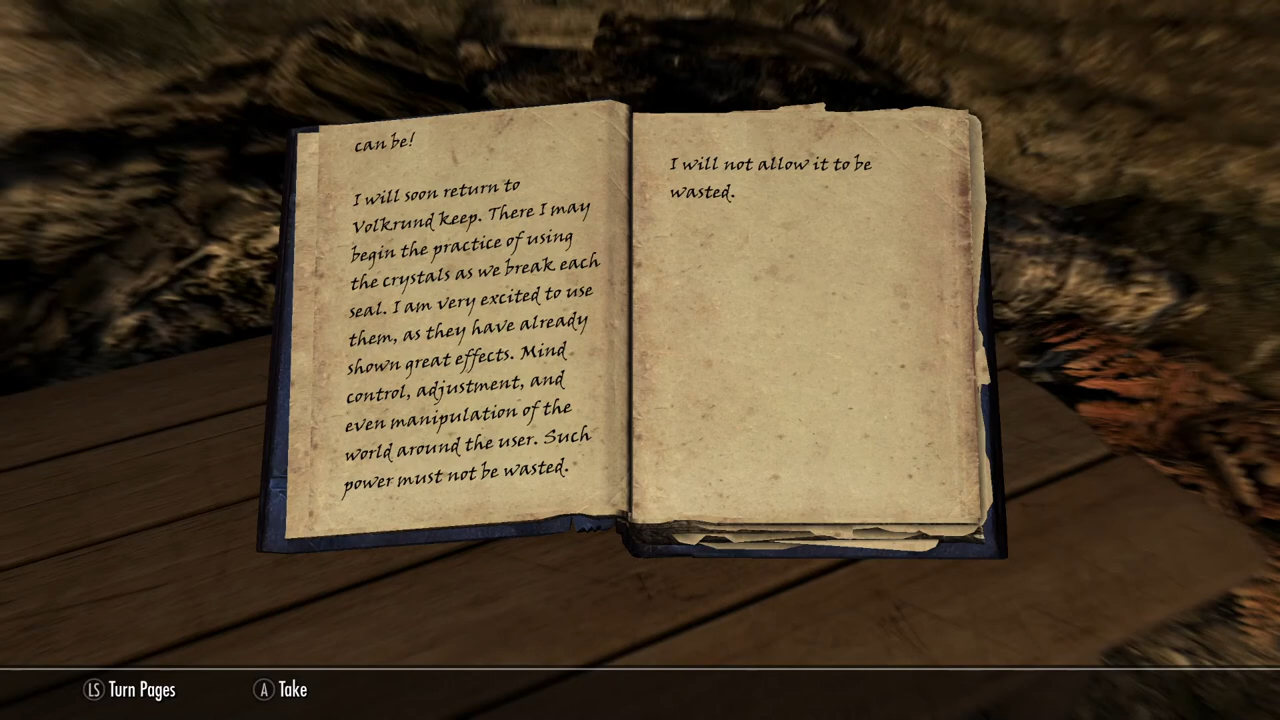 can be!
I will soon return to
Volkrund keep. There I may
begin the practice of using
the crystals as we break each
seal. I am very excited to use
them, as they have already
shown great effects. Mind
control, adjustment, and
even manipulation of the
world around the user. Such
power must not be wasted.
I will not allow it to be
wasted.
LS Turn Pages
A Take